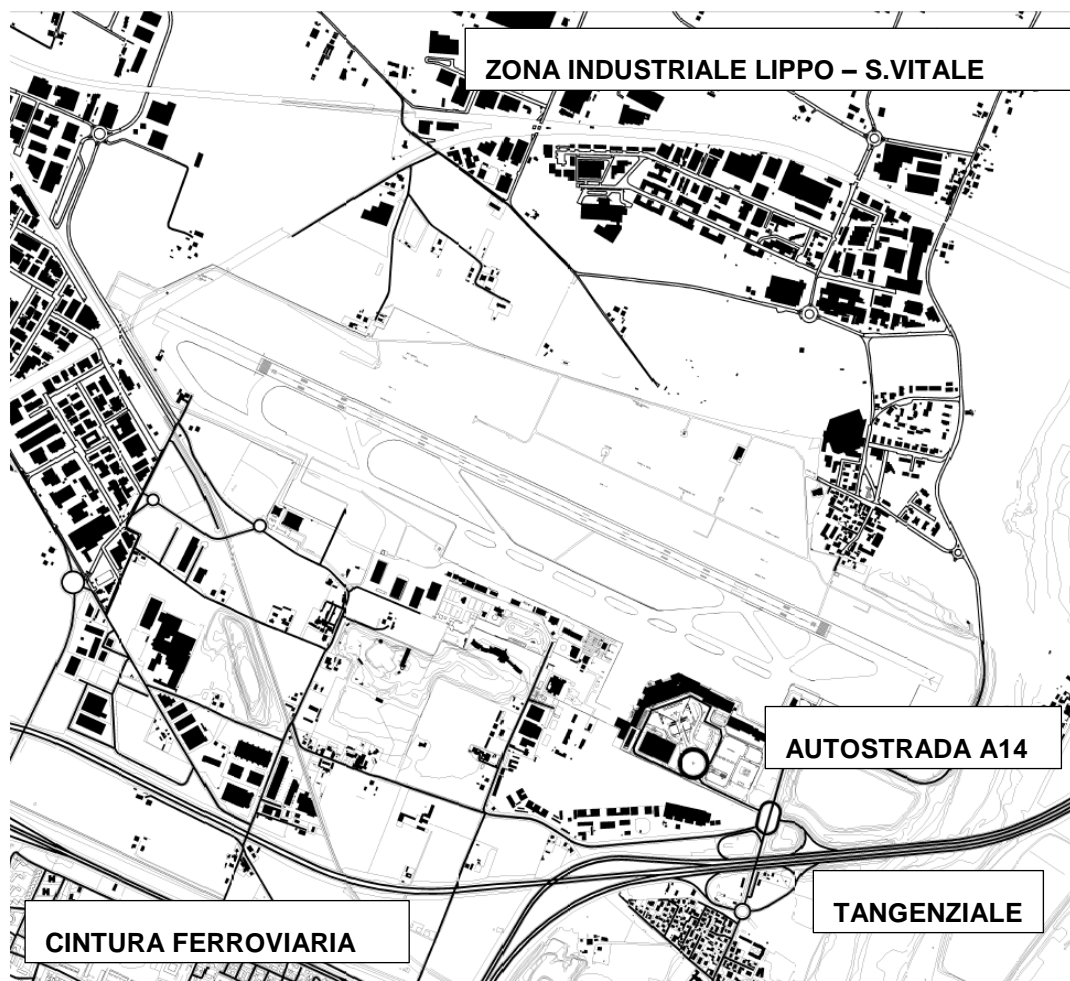 ZONA INDUSTRIALE LIPPO – S.VITALE
AUTOSTRADA A14
TANGENZIALE
CINTURA FERROVIARIA